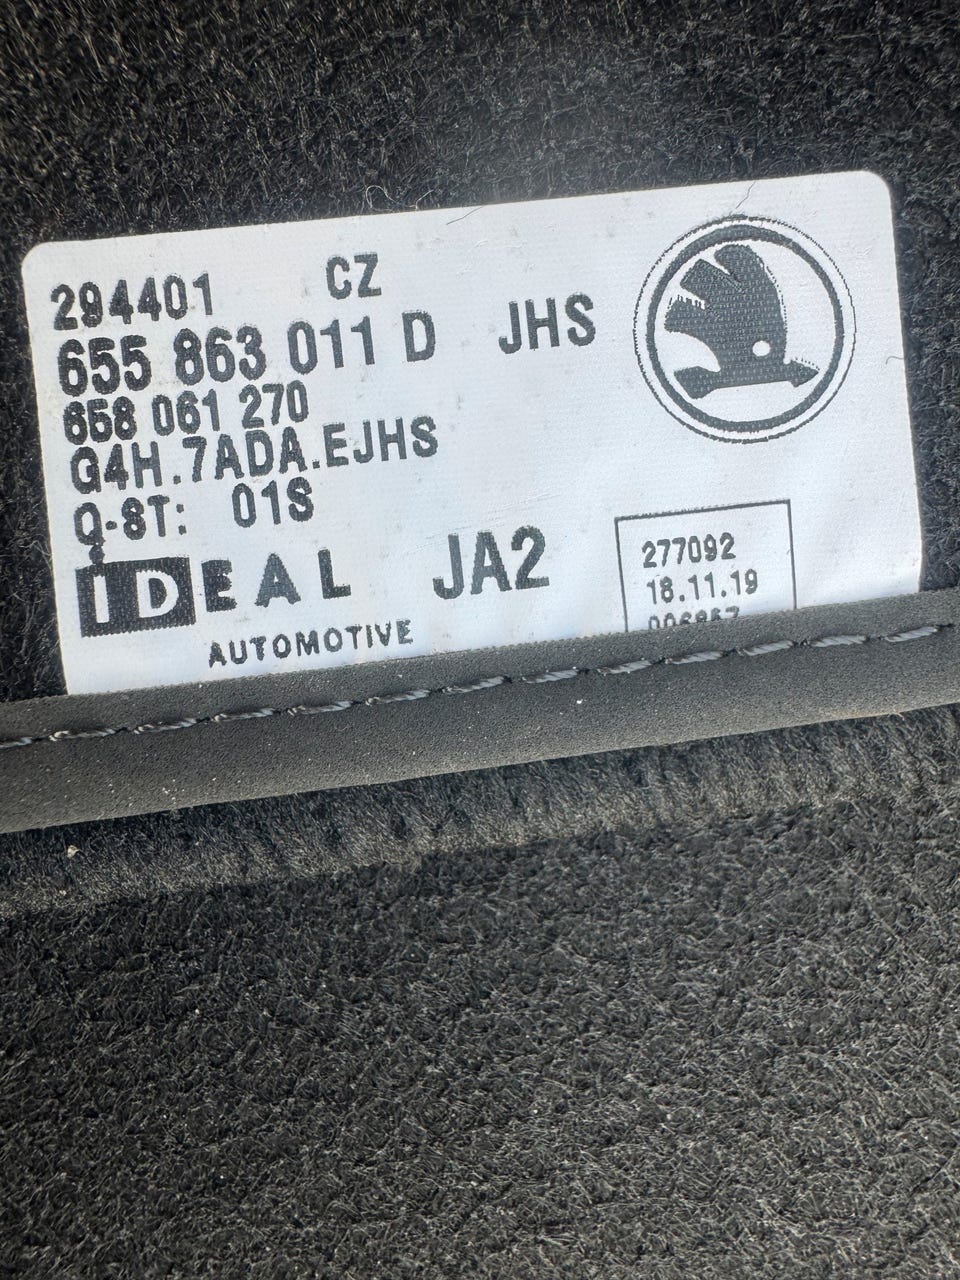 294401 CZ
655 863 011 D JHS
658 061 270
G4H.7ADA.EJHS
Q-ST: 01S
IDEAL JA2
AUTOMOTIVE
277092
18.11.19